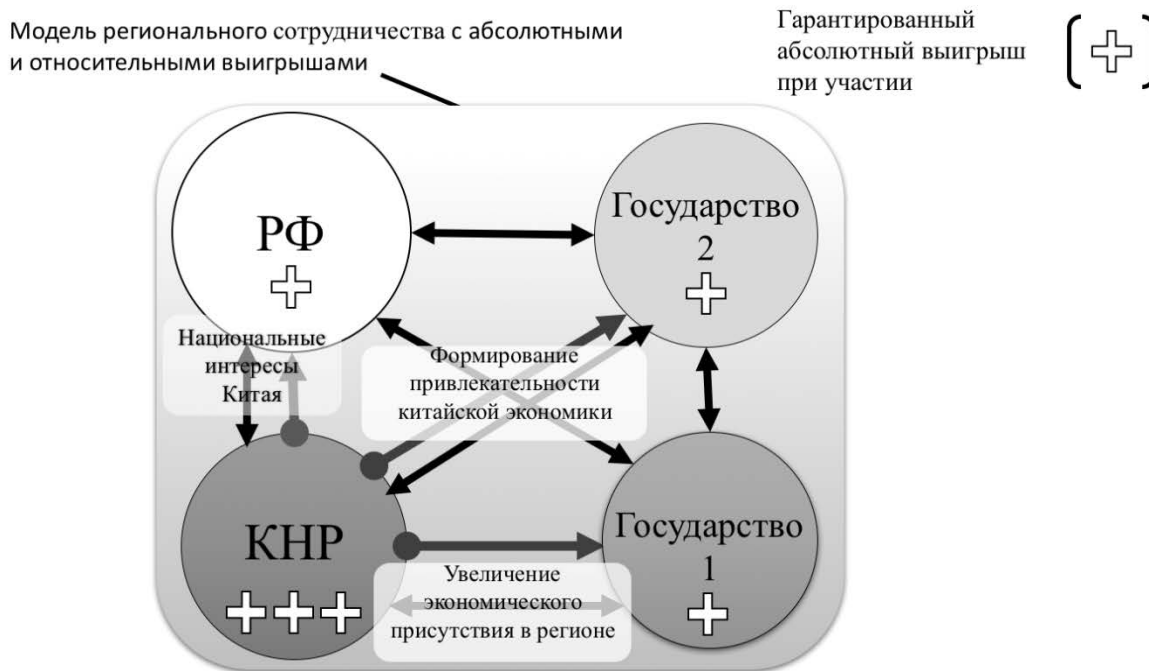 Модель регионального сотрудничества с абсолютными
и относительными выигрышами
Гарантированный
абсолютный выигрыш
при участии
РФ
Государство
2
Национальные
интересы
Китая
Формирование
привлекательности
китайской экономики
КНР
Государство
1
Увеличение
экономического
присутствия в регионе